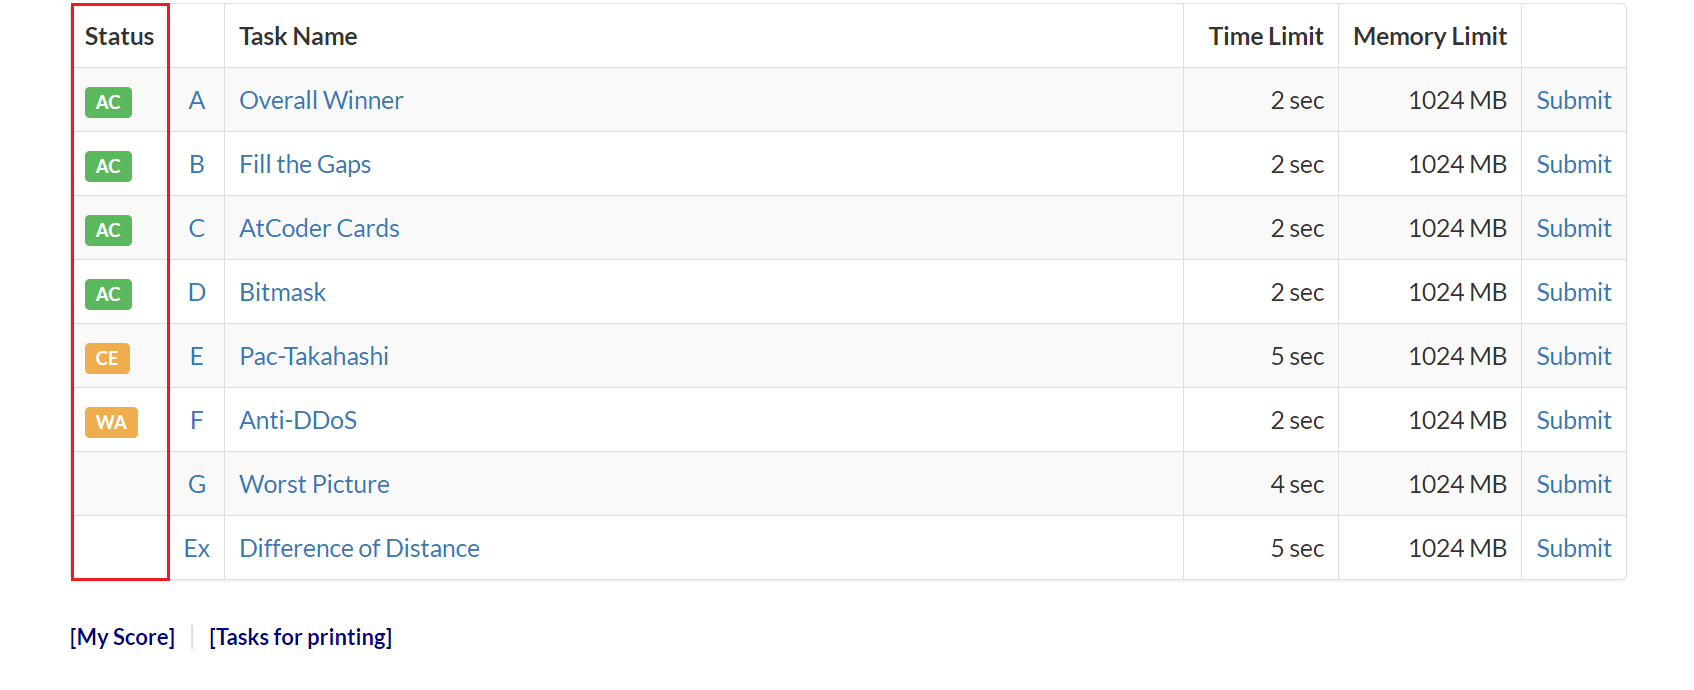 Status Task Name Time Limit Memory Limit
AC A Overall Winner 2 sec 1024 MB Submit
AC B Fill the Gaps 2 sec 1024 MB Submit
AC C AtCoder Cards 2 sec 1024 MB Submit
AC D Bitmask 2 sec 1024 MB Submit
CE E Pac-Takahashi 5 sec 1024 MB Submit
WA F Anti-DDoS 2 sec 1024 MB Submit
G Worst Picture 4 sec 1024 MB Submit
Ex Difference of Distance 5 sec 1024 MB Submit
[My Score] | [Tasks for printing]